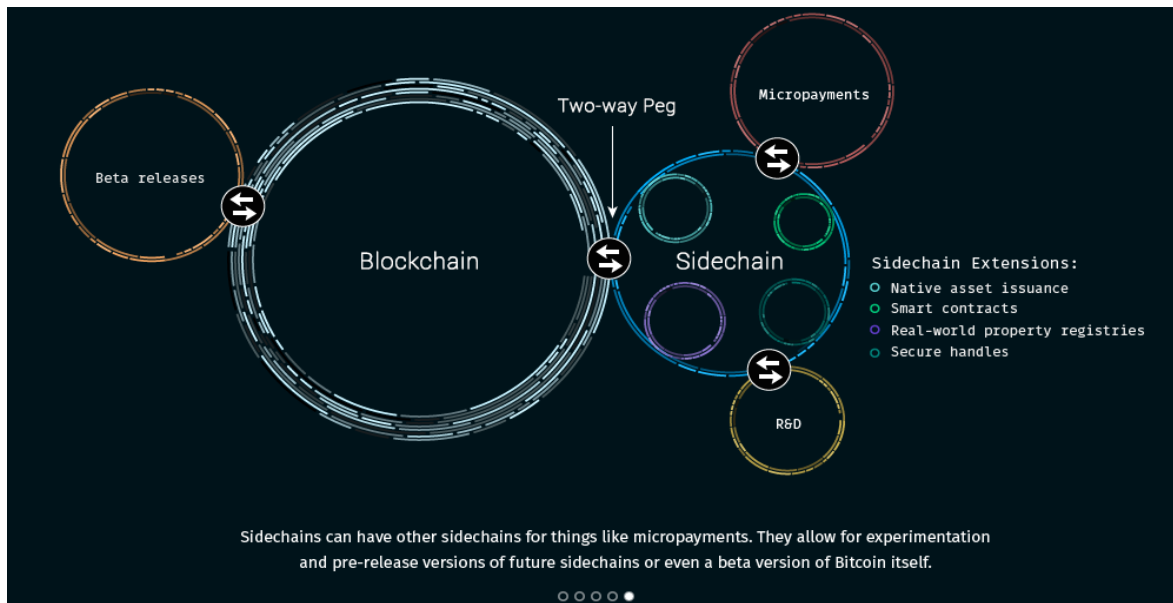 Micropayments
Two-way Peg
Beta releases
Blockchain
Sidechain
Sidechain Extensions:
Native asset issuance
Smart contracts
Real-world property registries
Secure handles
R&D
Sidechains can have other sidechains for things like micropayments. They allow for experimentation
and pre-release versions of future sidechains or even a beta version of Bitcoin itself.